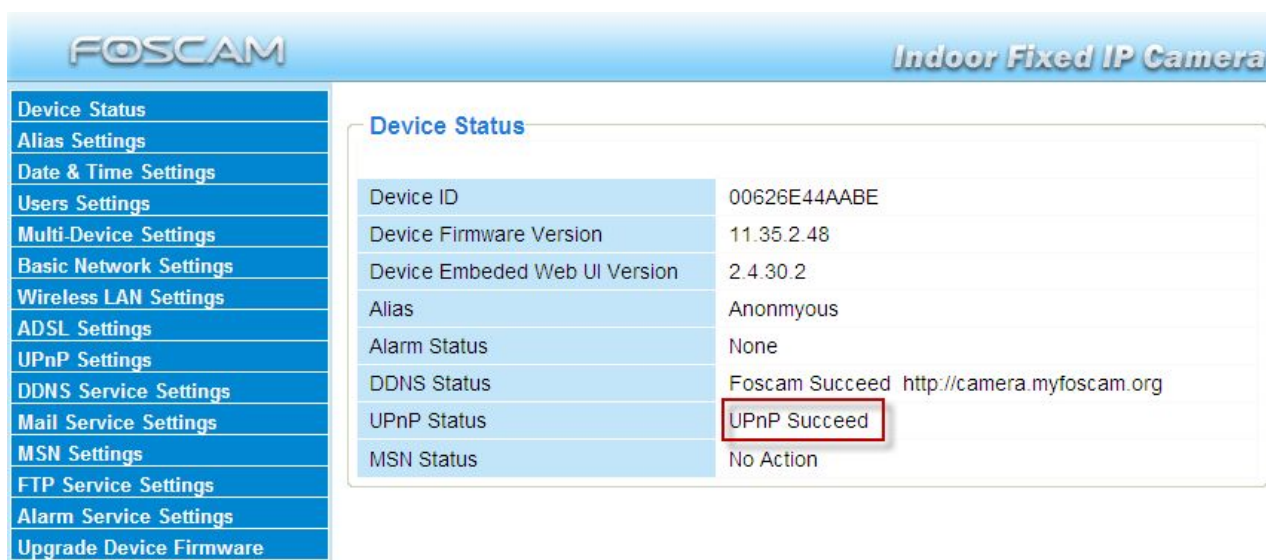 FOSCAM
Indoor Fixed IP Camera
Device Status
Alias Settings
Date & Time Settings
Users Settings
Multi-Device Settings
Basic Network Settings
Wireless LAN Settings
ADSL Settings
UPnP Settings
DDNS Service Settings
Mail Service Settings
MSN Settings
FTP Service Settings
Alarm Service Settings
Upgrade Device Firmware
Device Status
Device ID 00626E44AABE
Device Firmware Version 11.35.2.48
Device Embeded Web UI Version 2.4.30.2
Alias Anonmyous
Alarm Status None
DDNS Status Foscam Succeed http://camera.myfoscam.org
UPnP Status UPnP Succeed
MSN Status No Action